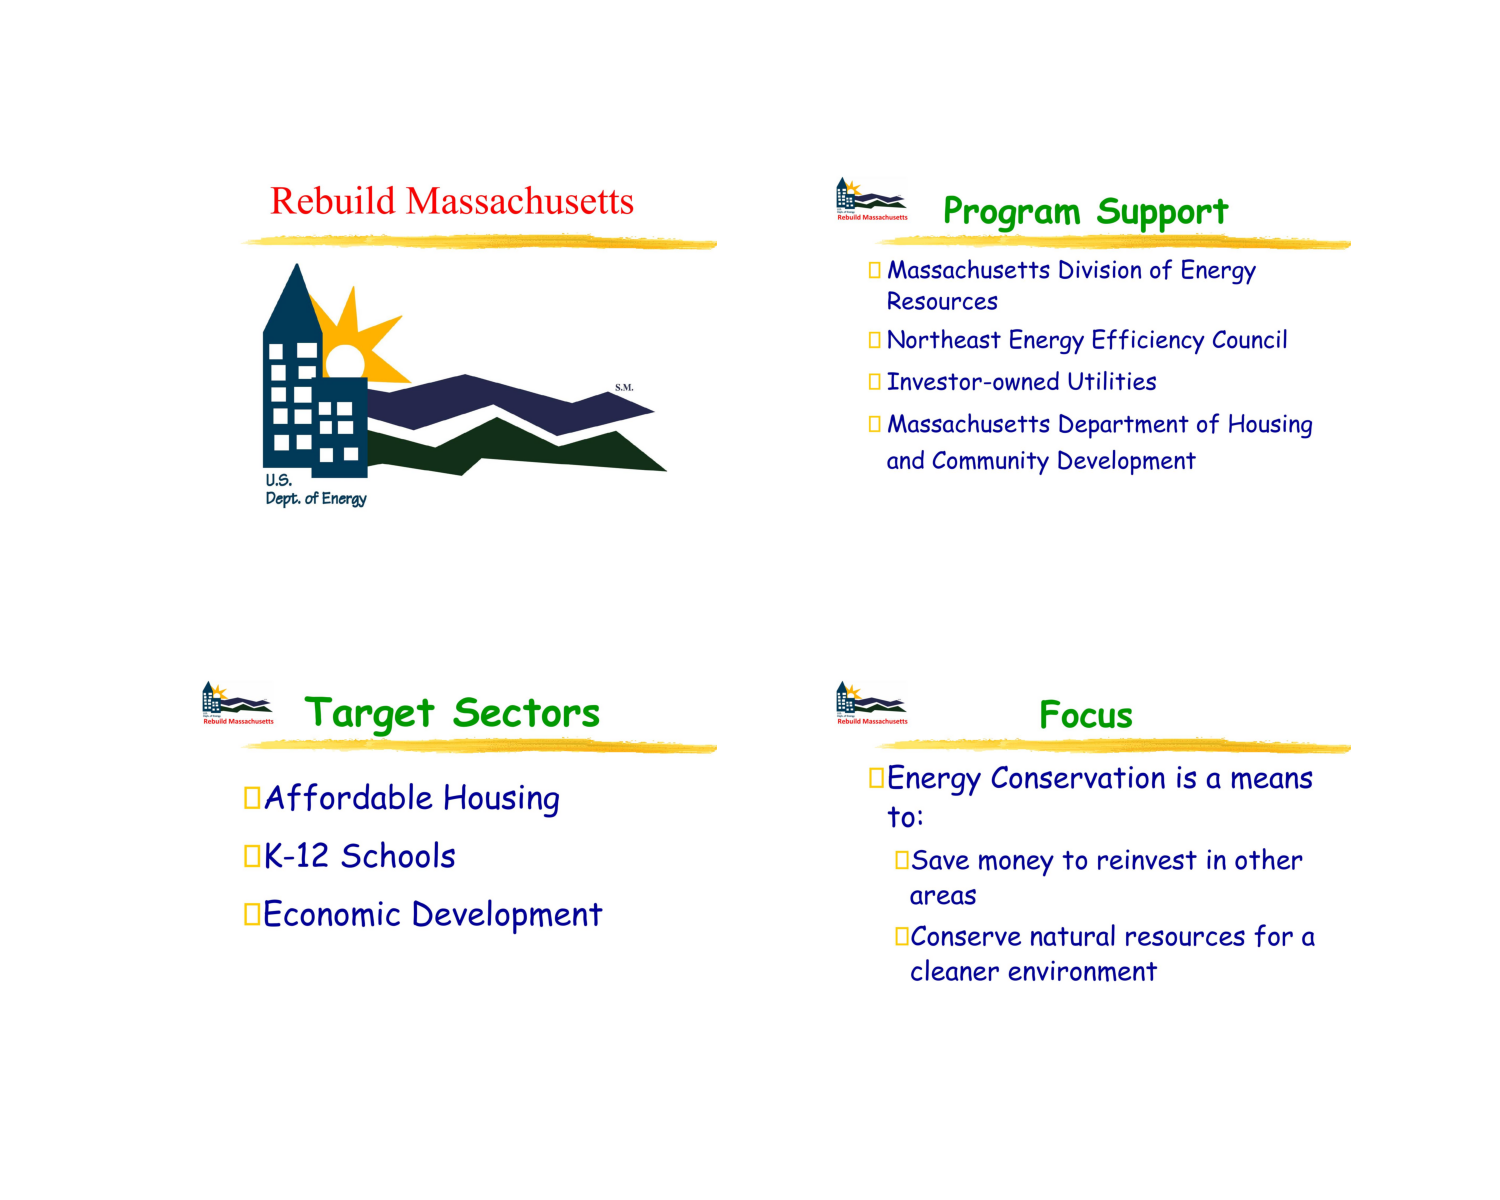 Rebuild Massachusetts
S.M.
U.S.
Dept. of Energy
Rebuild Massachusetts
Program Support
Massachusetts Division of Energy
Resources
Northeast Energy Efficiency Council
Investor-owned Utilities
Massachusetts Department of Housing
and Community Development
Rebuild Massachusetts
Target Sectors
Affordable Housing
K-12 Schools
Economic Development
Rebuild Massachusetts
Focus
Energy Conservation is a means
to:
Save money to reinvest in other
areas
Conserve natural resources for a
cleaner environment